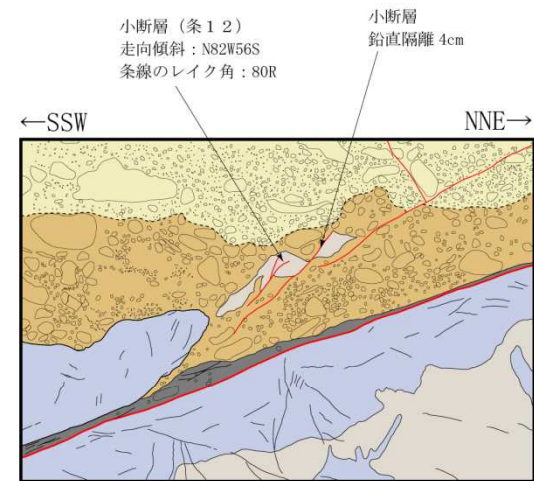 小断層（条１２）
走向傾斜：N82W56S
条線のレイク角：80R
小断層
鉛直隔離 4cm
←SSW
NNE→